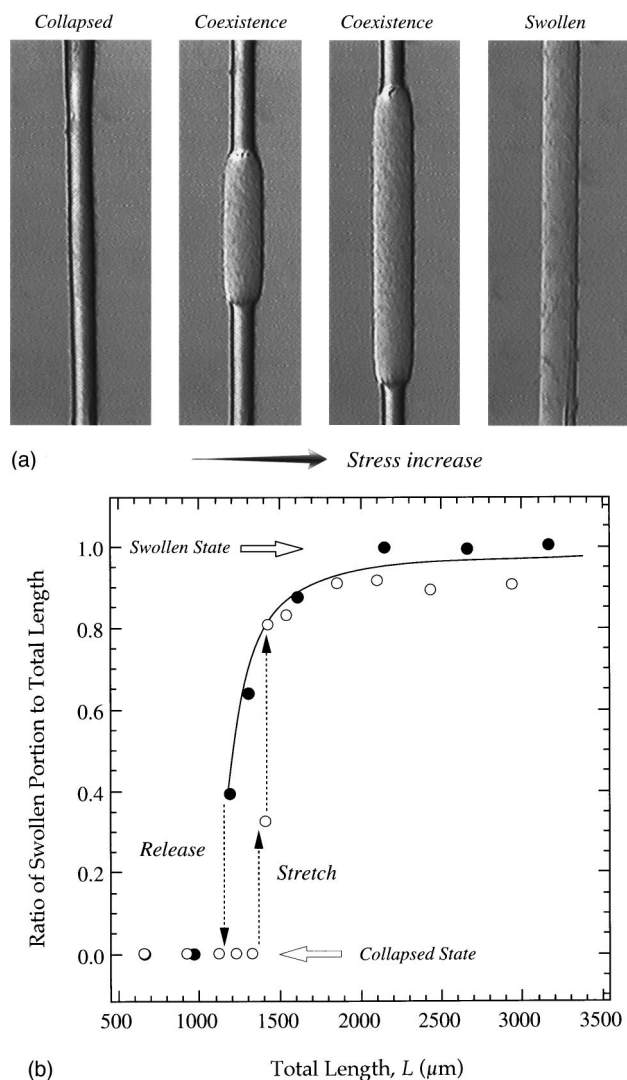 Collapsed Coexistence Coexistence Swollen
(a) Stress increase
Ratio of Swollen Portion to Total Length
1.0
0.8
0.6
0.4
0.2
0.0
Swollen State
Release
Stretch
Collapsed State
500 1000 1500 2000 2500 3000 3500
(b) Total Length, L (μm)